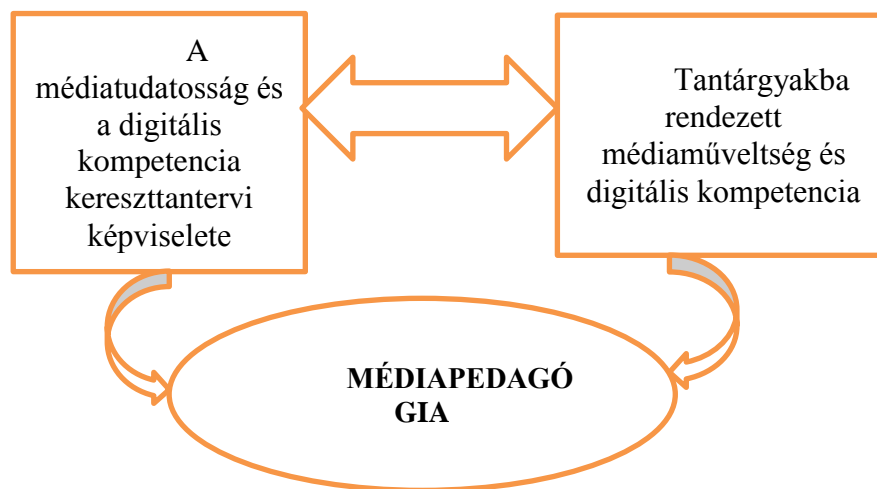 A
médiatudatosság és
a digitális
kompetencia
kereszttantervi
képviselete
Tantárgyakba
rendezett
médiaműveltség és
digitális kompetencia
MÉDIAPEDAGÓ
GIA